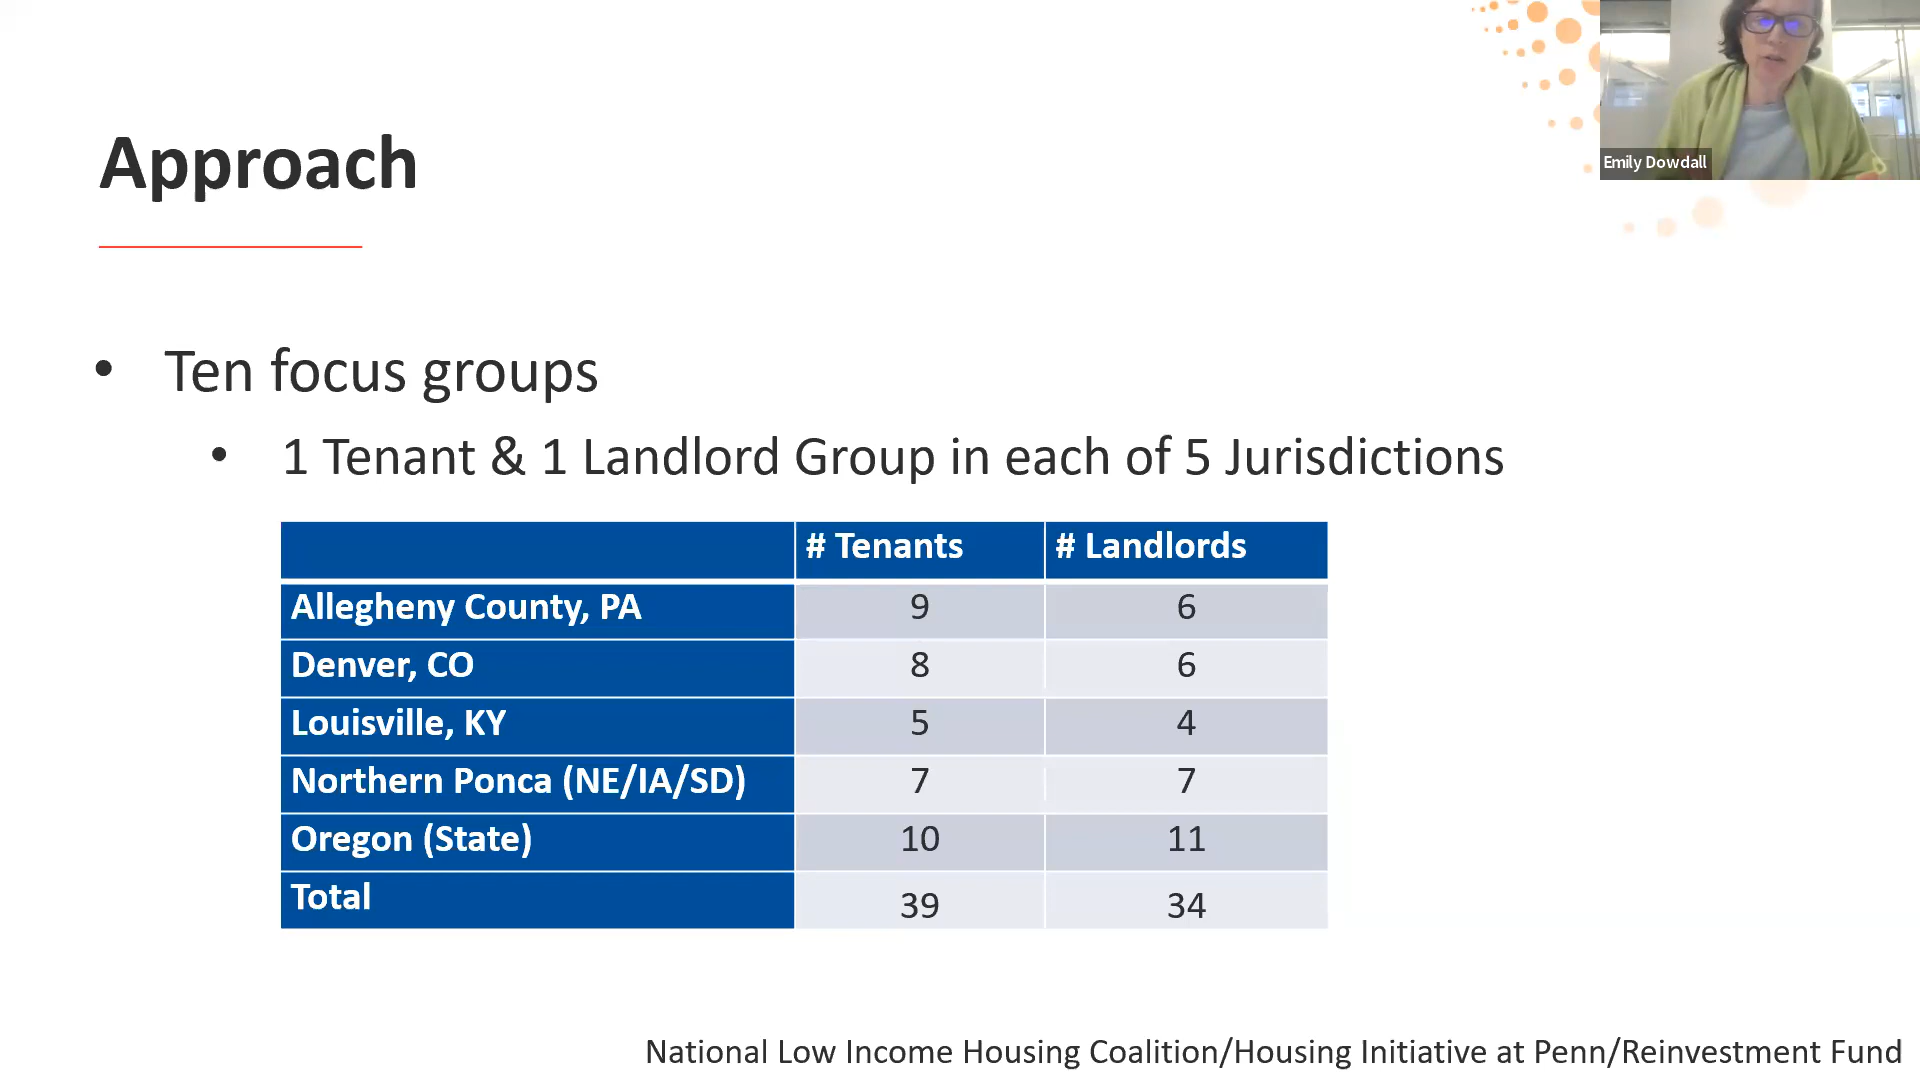 Emily Dowdall
Approach
• Ten focus groups
• 1 Tenant & 1 Landlord Group in each of 5 Jurisdictions
# Tenants # Landlords
Allegheny County, PA 9 6
Denver, CO 8 6
Louisville, KY 5 4
Northern Ponca (NE/IA/SD) 7 7
Oregon (State) 10 11
Total 39 34
National Low Income Housing Coalition/Housing Initiative at Penn/Reinvestment Fund